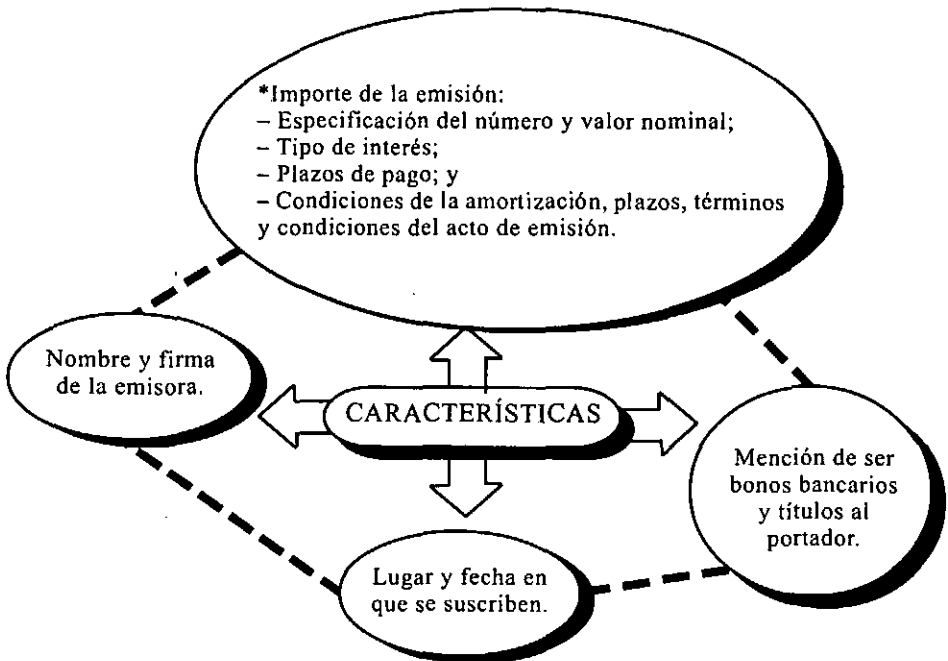 *Importe de la emisión:
– Especificación del número y valor nominal;
– Tipo de interés;
– Plazos de pago; y
– Condiciones de la amortización, plazos, términos
y condiciones del acto de emisión.
Nombre y firma
de la emisora.
CARACTERÍSTICAS
Mención de ser
bonos bancarios
y títulos al
portador.
Lugar y fecha en
que se suscriben.